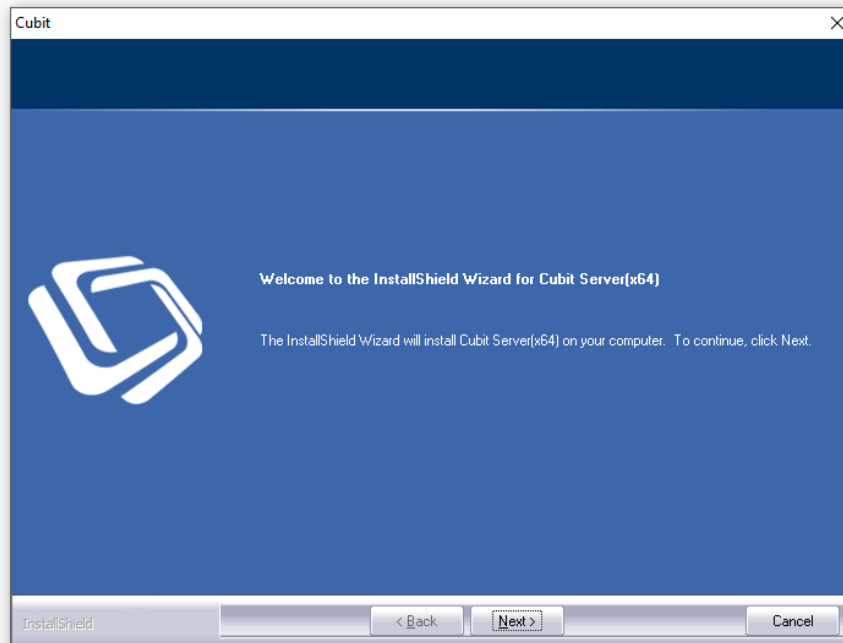 Cubit
Welcome to the InstallShield Wizard for Cubit Server(x64)
The InstallShield Wizard will install Cubit Server(x64) on your computer.  To continue, click Next.
InstallShield
< Back
Next >
Cancel